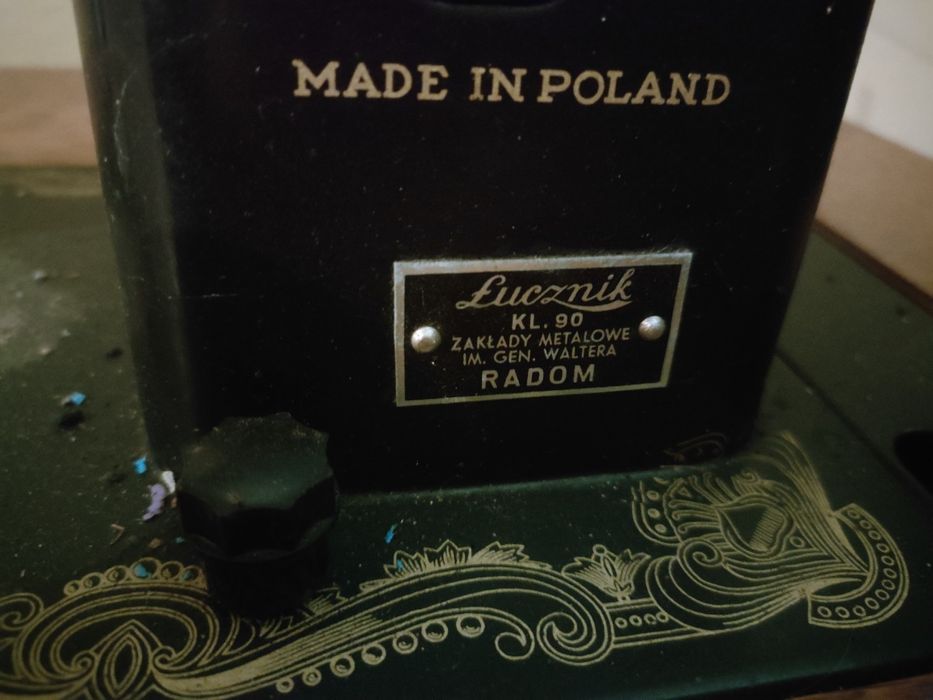 MADE IN POLAND
Łucznik
KL. 90
ZAKŁADY METALOWE
IM. GEN. WALTERA
RADOM